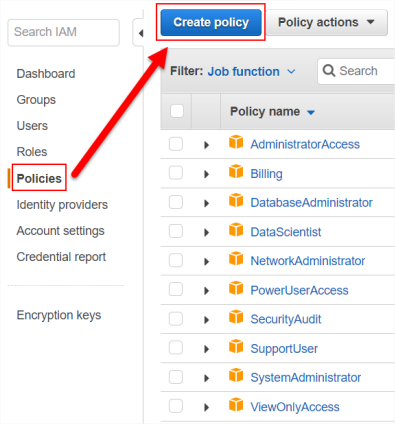 Search IAM
Dashboard
Groups
Users
Roles
Policies
Identity providers
Account settings
Credential report
Encryption keys
Create policy
Policy actions
Filter: Job function
Search
Policy name
AdministratorAccess
Billing
DatabaseAdministrator
DataScientist
NetworkAdministrator
PowerUserAccess
SecurityAudit
SupportUser
SystemAdministrator
ViewOnlyAccess